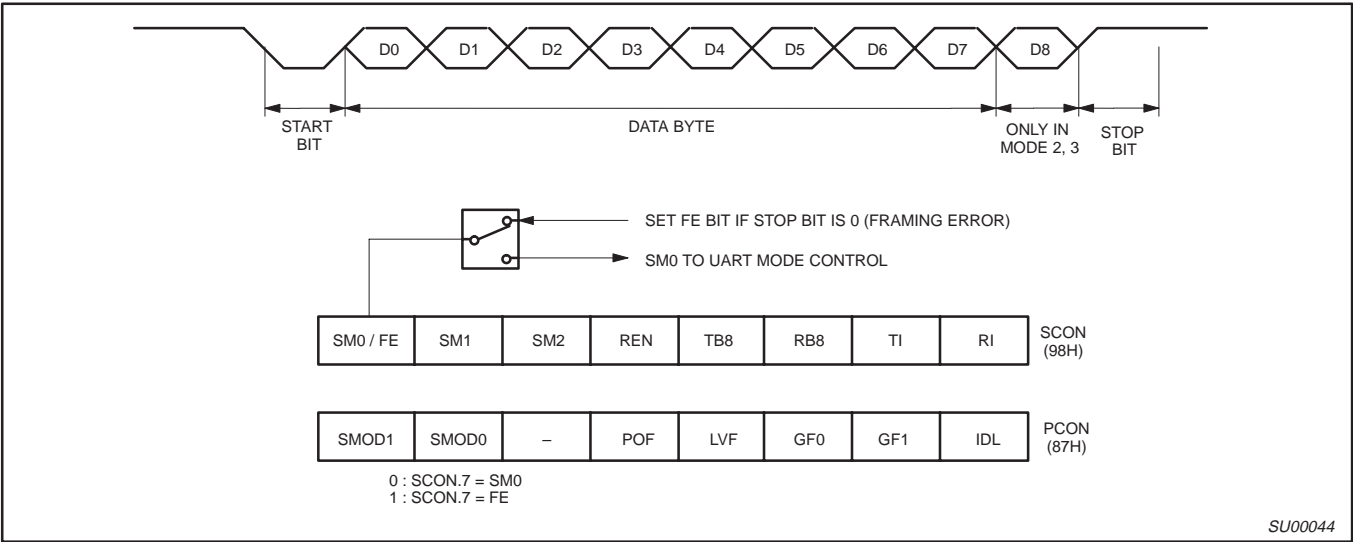 D0 D1 D2 D3 D4 D5 D6 D7 D8
START
BIT
DATA BYTE
ONLY IN
MODE 2, 3
STOP
BIT
SET FE BIT IF STOP BIT IS 0 (FRAMING ERROR)
SM0 TO UART MODE CONTROL
SM0 / FE SM1 SM2 REN TB8 RB8 TI RI
SCON
(98H)
SMOD1 SMOD0 – POF LVF GF0 GF1 IDL
PCON
(87H)
0 : SCON.7 = SM0
1 : SCON.7 = FE
SU00044